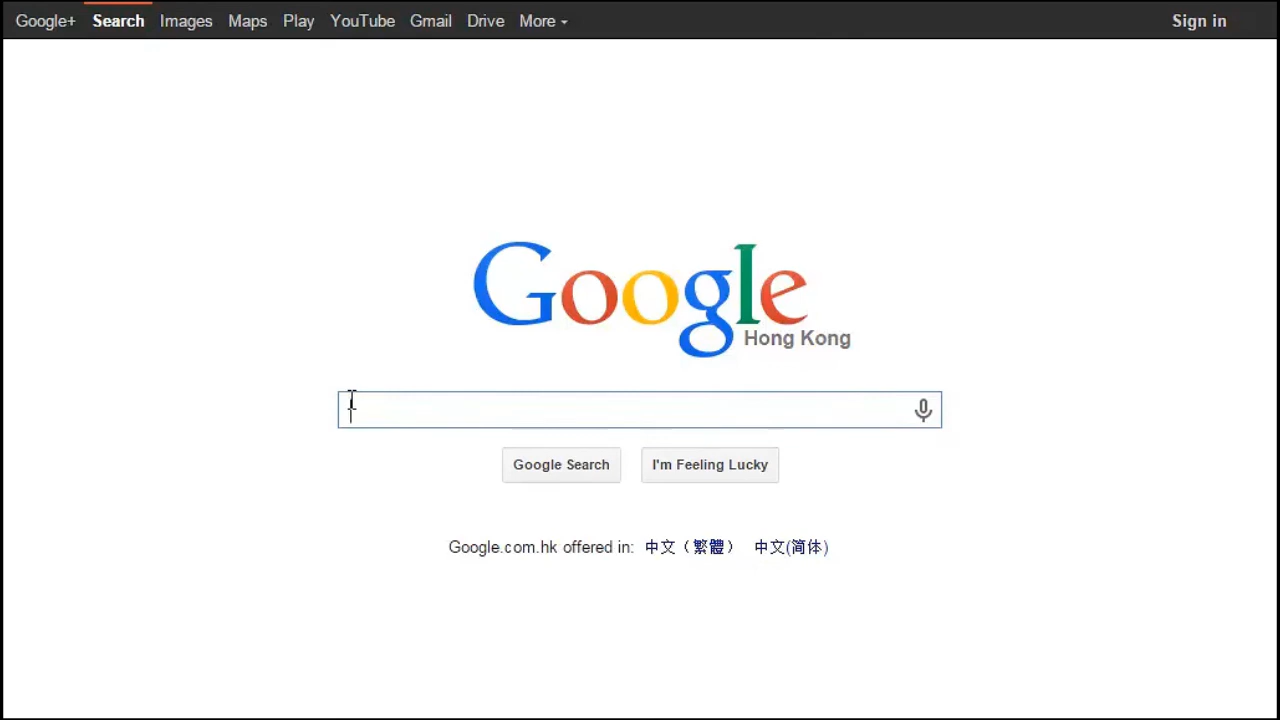 Google+ Search Images Maps Play YouTube Gmail Drive More Sign in
Google
Hong Kong
Google Search I'm Feeling Lucky
Google.com.hk offered in: 中文（繁體） 中文(简体)